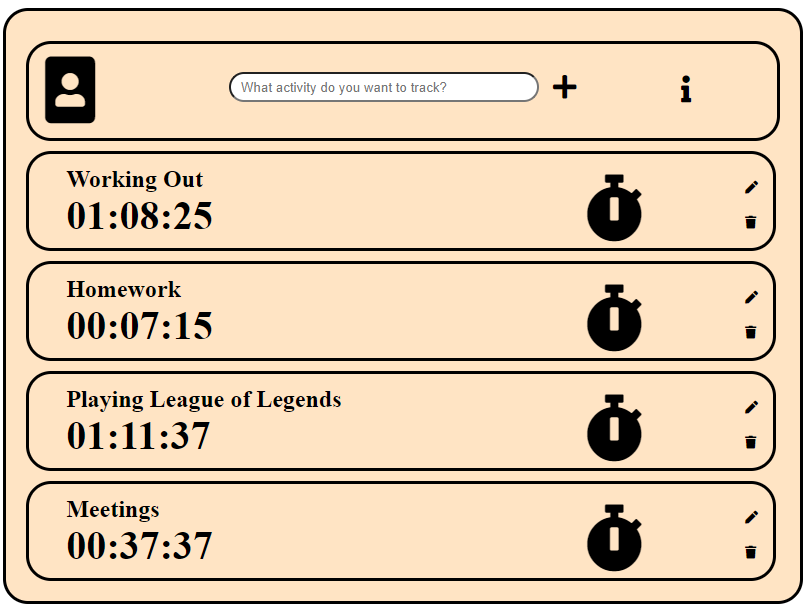 What activity do you want to track?
Working Out
01:08:25
Homework
00:07:15
Playing League of Legends
01:11:37
Meetings
00:37:37